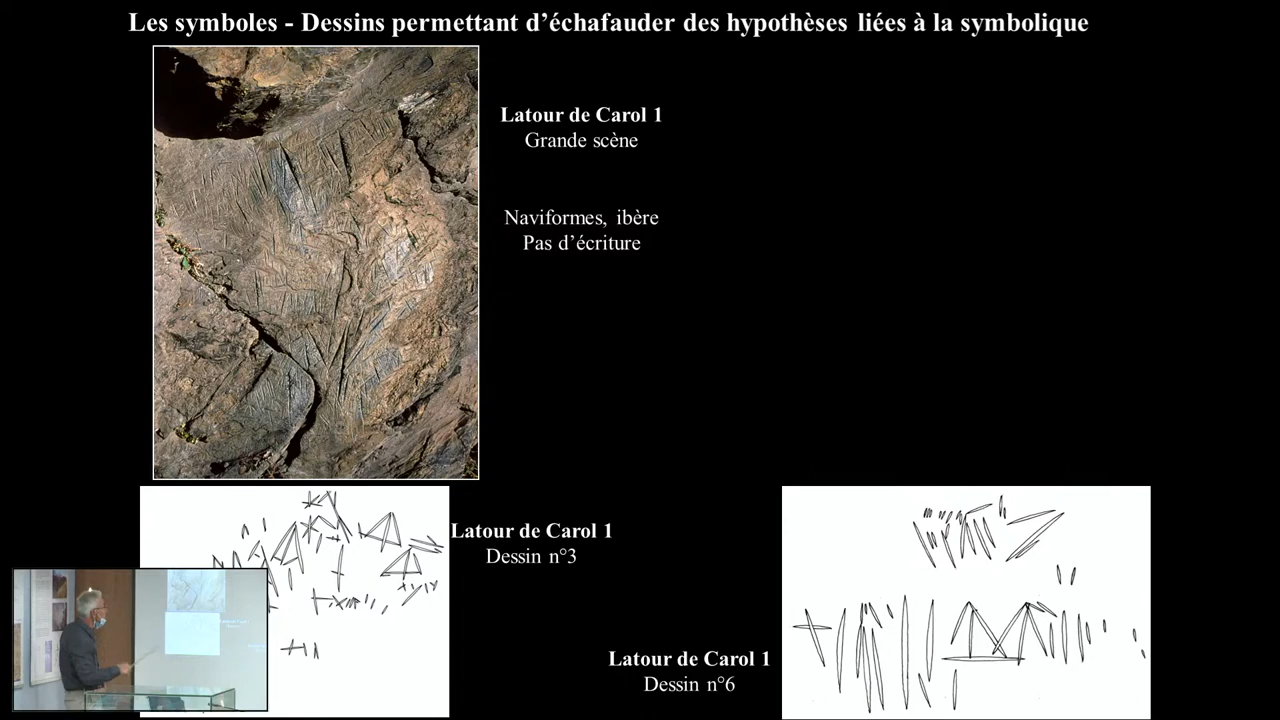 Les symboles - Dessins permettant d’échafauder des hypothèses liées à la symbolique
Latour de Carol 1
Grande scène
Naviformes, ibère
Pas d’écriture
Latour de Carol 1
Dessin n°3
Latour de Carol 1
Dessin n°6